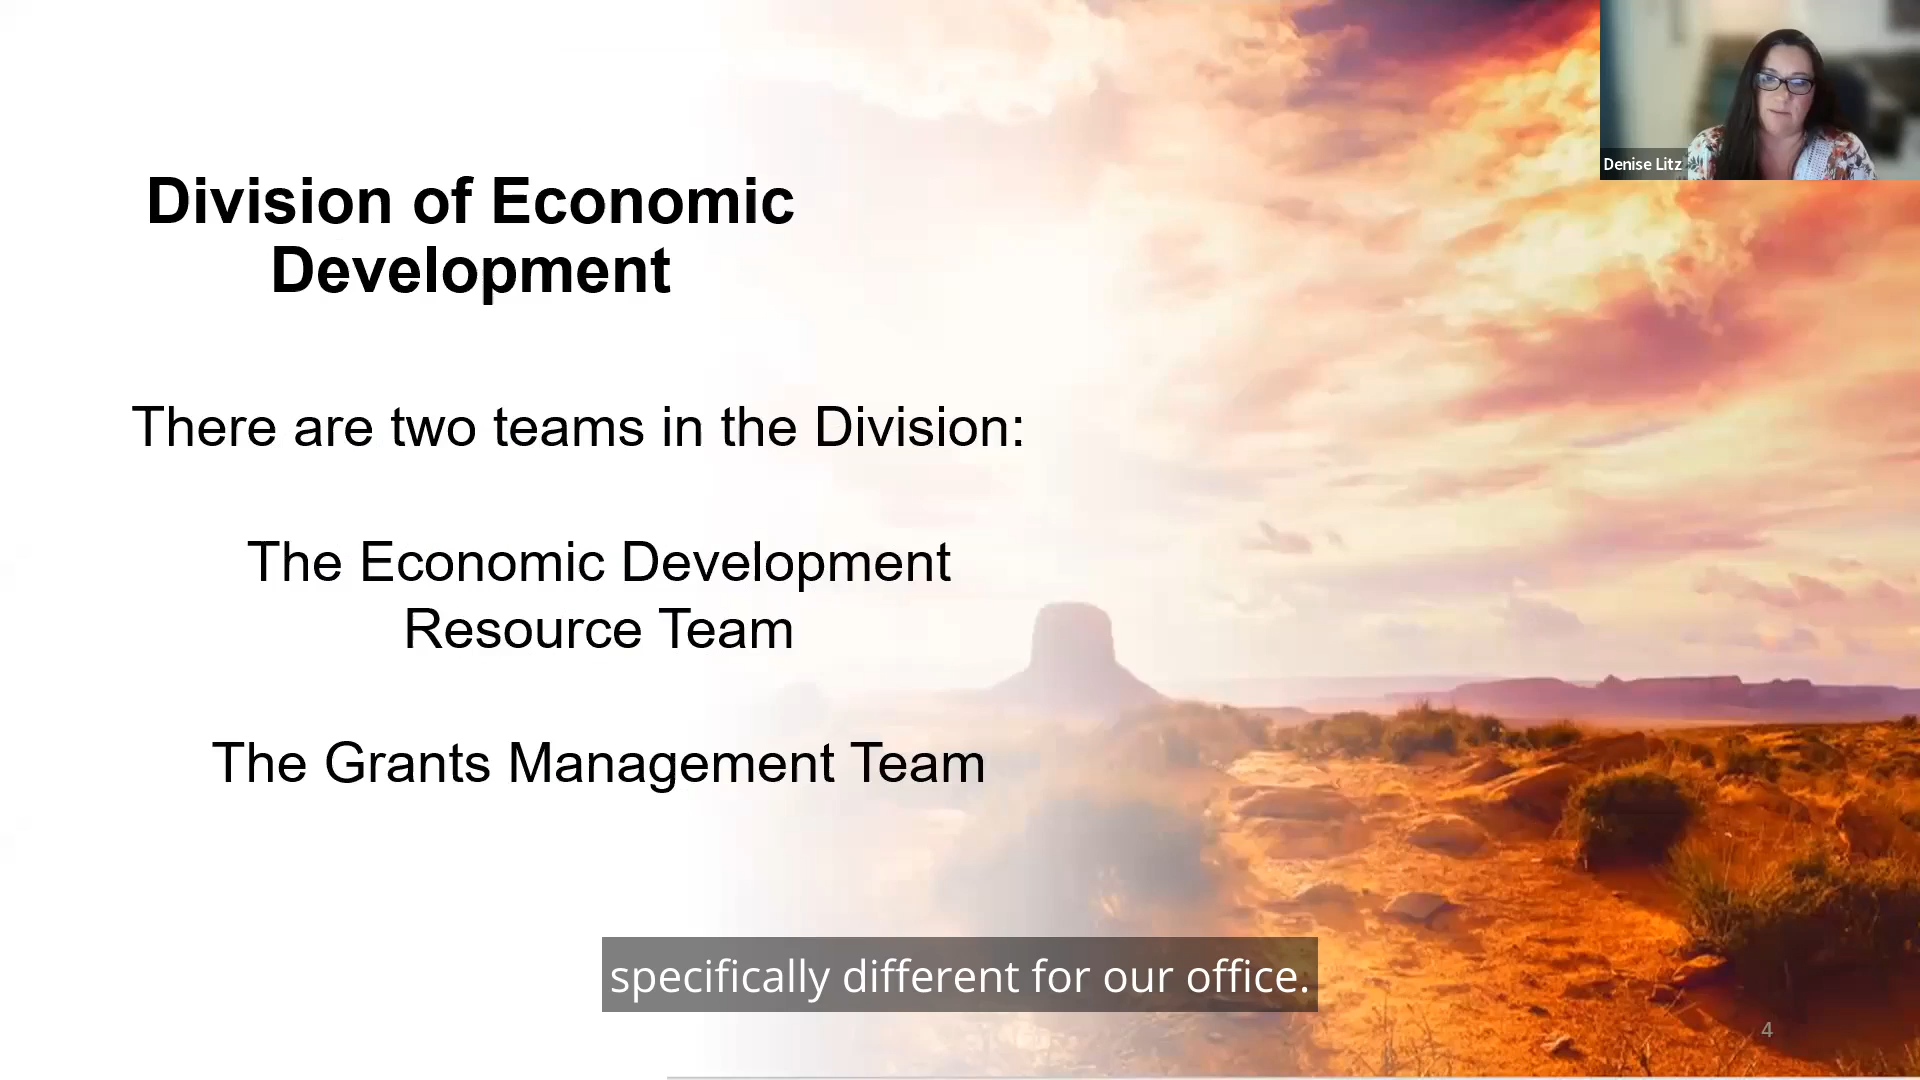 Denise Litz
Division of Economic
Development
There are two teams in the Division:
The Economic Development
Resource Team
The Grants Management Team
specifically different for our office.
4